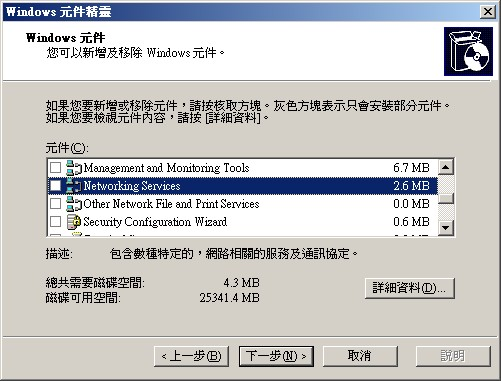 Windows 元件精靈
Windows 元件
您可以新增及移除 Windows 元件。
如果您要新增或移除元件，請按核取方塊。灰色方塊表示只會安裝部分元件。
如果您要檢視元件內容，請按 [詳細資料]。
元件(C):
Management and Monitoring Tools 6.7 MB
Networking Services 2.6 MB
Other Network File and Print Services 0.0 MB
Security Configuration Wizard 0.6 MB
描述: 包含數種特定的，網路相關的服務及通訊協定。
總共需要磁碟空間: 4.3 MB
磁碟可用空間: 25341.4 MB
詳細資料(D)...
< 上一步(B)
下一步(N) >
取消
說明